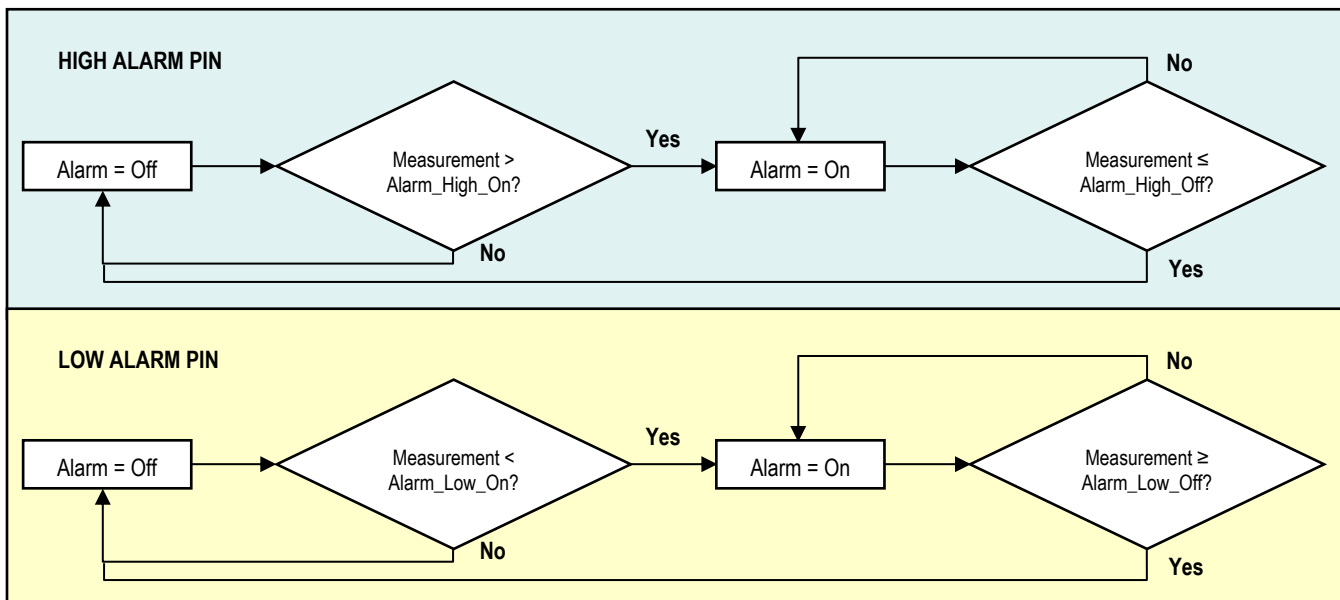 HIGH ALARM PIN
No
Yes
Alarm = Off
Measurement >
Alarm_High_On?
Alarm = On
Measurement ≤
Alarm_High_Off?
No
Yes
LOW ALARM PIN
No
Yes
Alarm = Off
Measurement <
Alarm_Low_On?
Alarm = On
Measurement ≥
Alarm_Low_Off?
No
Yes